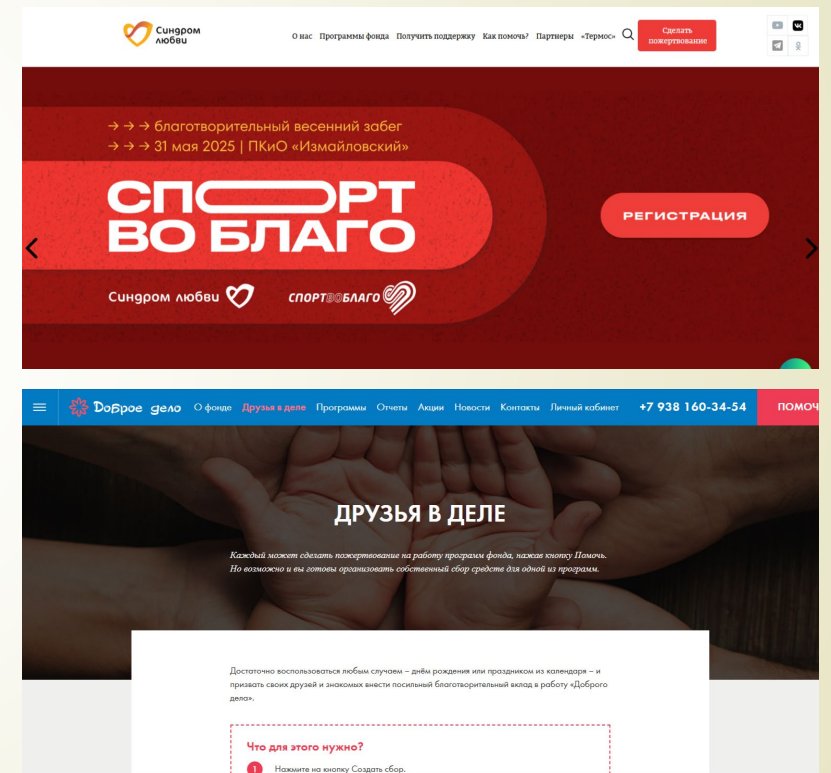 Синдром
любви
О нас Программы фонда Получить поддержку Как помочь? Партнеры «Термос»
Сделать
пожертвование
→ → → благотворительный весенний забег
→ → → 31 мая 2025 | ПКиО «Измайловский»
СПОРТ
ВО БЛАГО
РЕГИСТРАЦИЯ
Синдром любви
СПОРТВОБЛАГО
Доброе дело О фонде Друзья в деле Программы Отчеты Акции Новости Контакты Личный кабинет +7 938 160-34-54 ПОМОЧ
ДРУЗЬЯ В ДЕЛЕ
Каждый может сделать пожертвование на работу программ фонда, нажав кнопку Помочь.
Но возможно и вы готовы организовать собственный сбор средств для одной из программ.
Достаточно воспользоваться любым случаем – днём рождения или праздником из календаря – и
призвать своих друзей и знакомых внести посильный благотворительный вклад в работу «Доброго
дела».
Что для этого нужно?
1 Нажмите на кнопку Создать сбор.